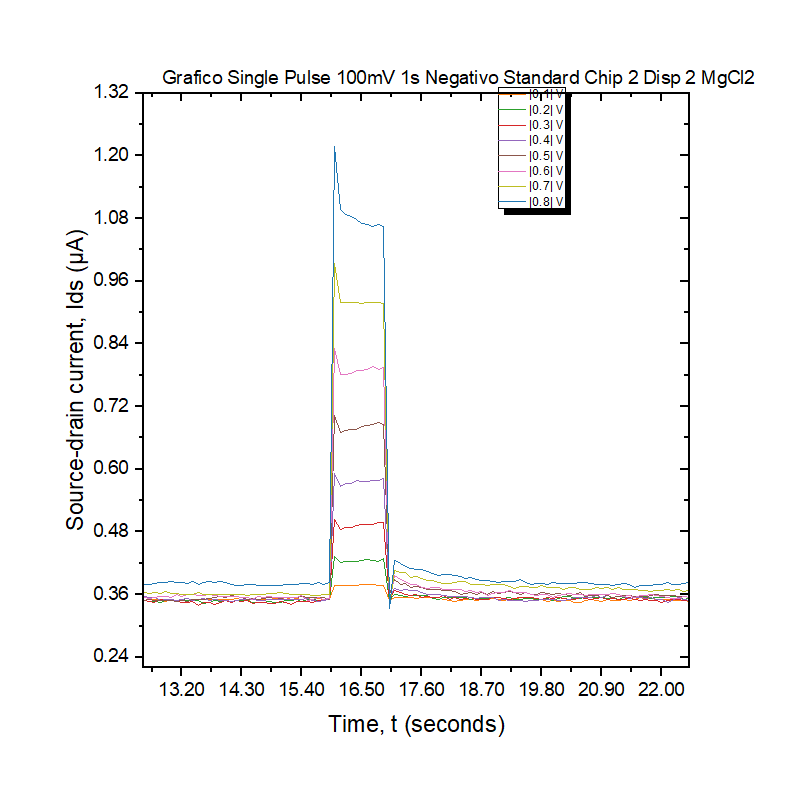 Grafico Single Pulse 100mV 1s Negativo Standard Chip 2 Disp 2 MgCl2
1.32
1.20
1.08
0.96
0.84
0.72
0.60
0.48
0.36
0.24
Source-drain current, Ids (µA)
|0.1| V
|0.2| V
|0.3| V
|0.4| V
|0.5| V
|0.6| V
|0.7| V
|0.8| V
13.20 14.30 15.40 16.50 17.60 18.70 19.80 20.90 22.00
Time, t (seconds)